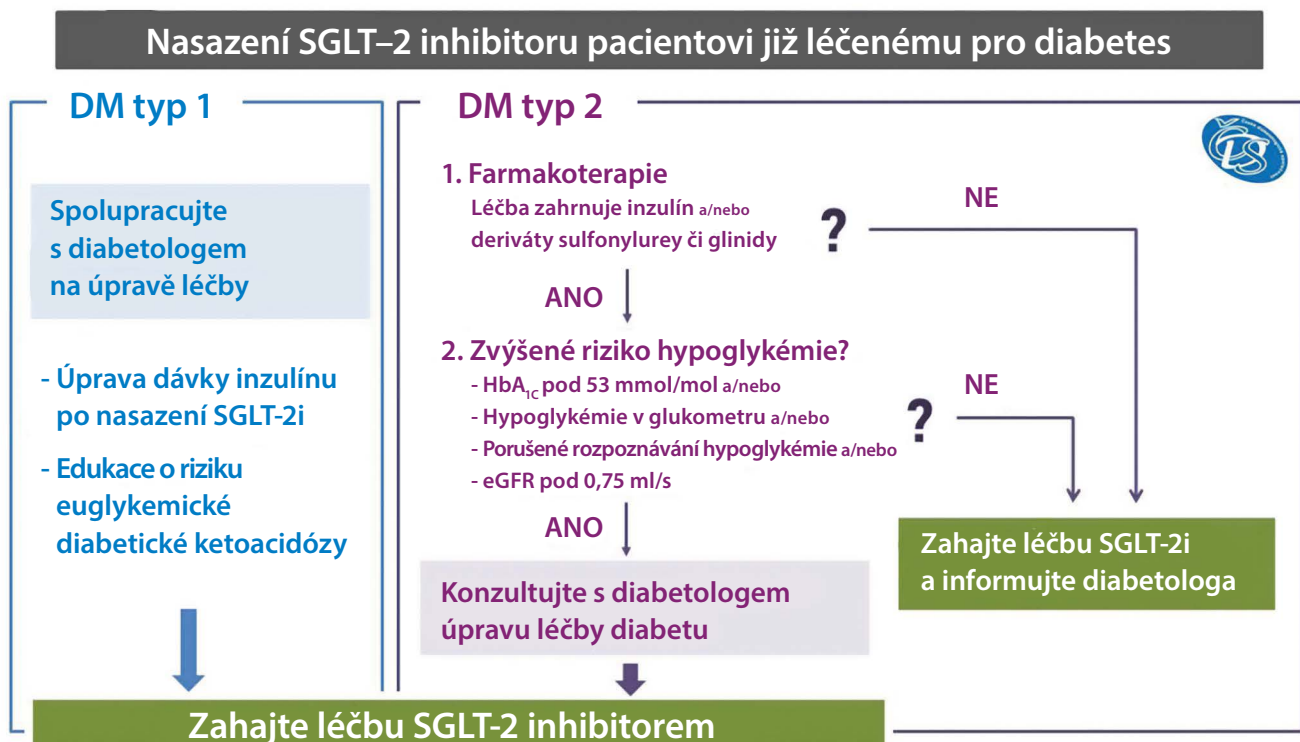 Nasazení SGLT–2 inhibitoru pacientovi již léčenému pro diabetes
DM typ 1
Spolupracujte
s diabetologem
na úpravě léčby
- Úprava dávky inzulínu
po nasazení SGLT-2i
- Edukace o riziku
euglykemické
diabetické ketoacidózy
DM typ 2
1. Farmakoterapie
Léčba zahrnuje inzulín a/nebo
deriváty sulfonylurey či glinidy
?
NE
ANO
2. Zvýšené riziko hypoglykémie?
- HbA1C pod 53 mmol/mol a/nebo
- Hypoglykémie v glukometru a/nebo
- Porušené rozpoznávání hypoglykémie a/nebo
- eGFR pod 0,75 ml/s
?
NE
ANO
Konzultujte s diabetologem
úpravu léčby diabetu
Zahajte léčbu SGLT-2i
a informujte diabetologa
Zahajte léčbu SGLT-2 inhibitorem
ČKS